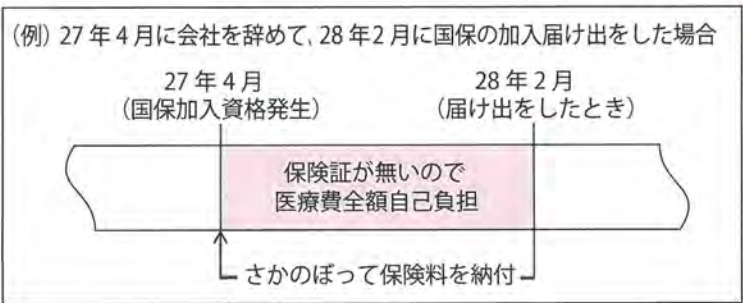 (例) 27年4月に会社を辞めて、28年2月に国保の加入届け出をした場合
27年4月
(国保加入資格発生)
28年2月
(届け出をしたとき)
保険証が無いので
医療費全額自己負担
さかのぼって保険料を納付